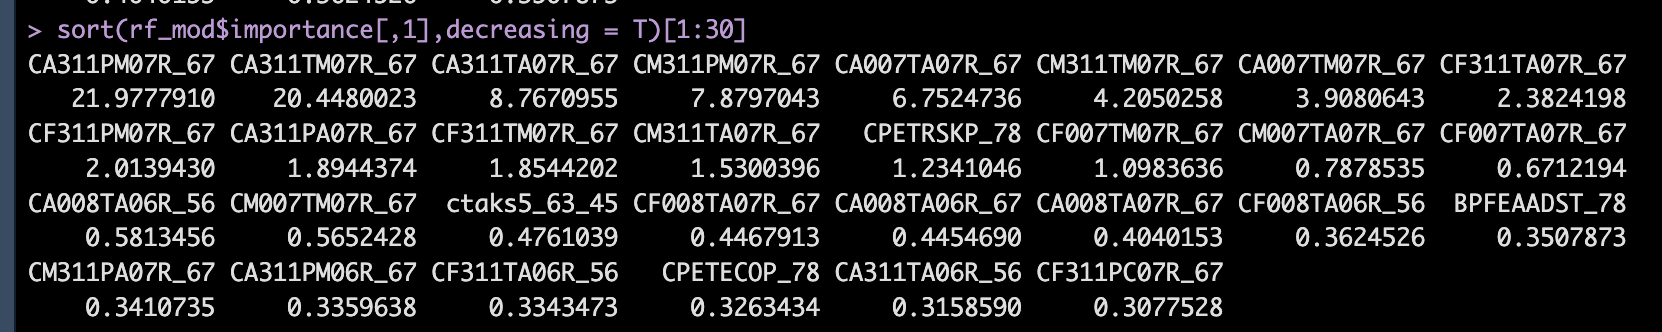 > sort(rf_mod$importance[,1],decreasing = T)[1:30]
CA311PM07R_67 CA311TM07R_67 CA311TA07R_67 CM311PM07R_67 CA007TA07R_67 CM311TM07R_67 CA007TM07R_67 CF311TA07R_67
21.9777910 20.4480023 8.7670955 7.8797043 6.7524736 4.2050258 3.9080643 2.3824198
CF311PM07R_67 CA311PA07R_67 CF311TM07R_67 CM311TA07R_67 CPETRSKP_78 CF007TM07R_67 CM007TA07R_67 CF007TA07R_67
2.0139430 1.8944374 1.8544202 1.5300396 1.2341046 1.0983636 0.7878535 0.6712194
CA008TA06R_56 CM007TM07R_67 ctaks5_63_45 CF008TA07R_67 CA008TA06R_67 CA008TA07R_67 CF008TA06R_56 BPFEAADST_78
0.5813456 0.5652428 0.4761039 0.4467913 0.4454690 0.4040153 0.3624526 0.3507873
CM311PA07R_67 CA311PM06R_67 CF311TA06R_56 CPETECOP_78 CA311TA06R_56 CF311PC07R_67
0.3410735 0.3359638 0.3343473 0.3263434 0.3158590 0.3077528